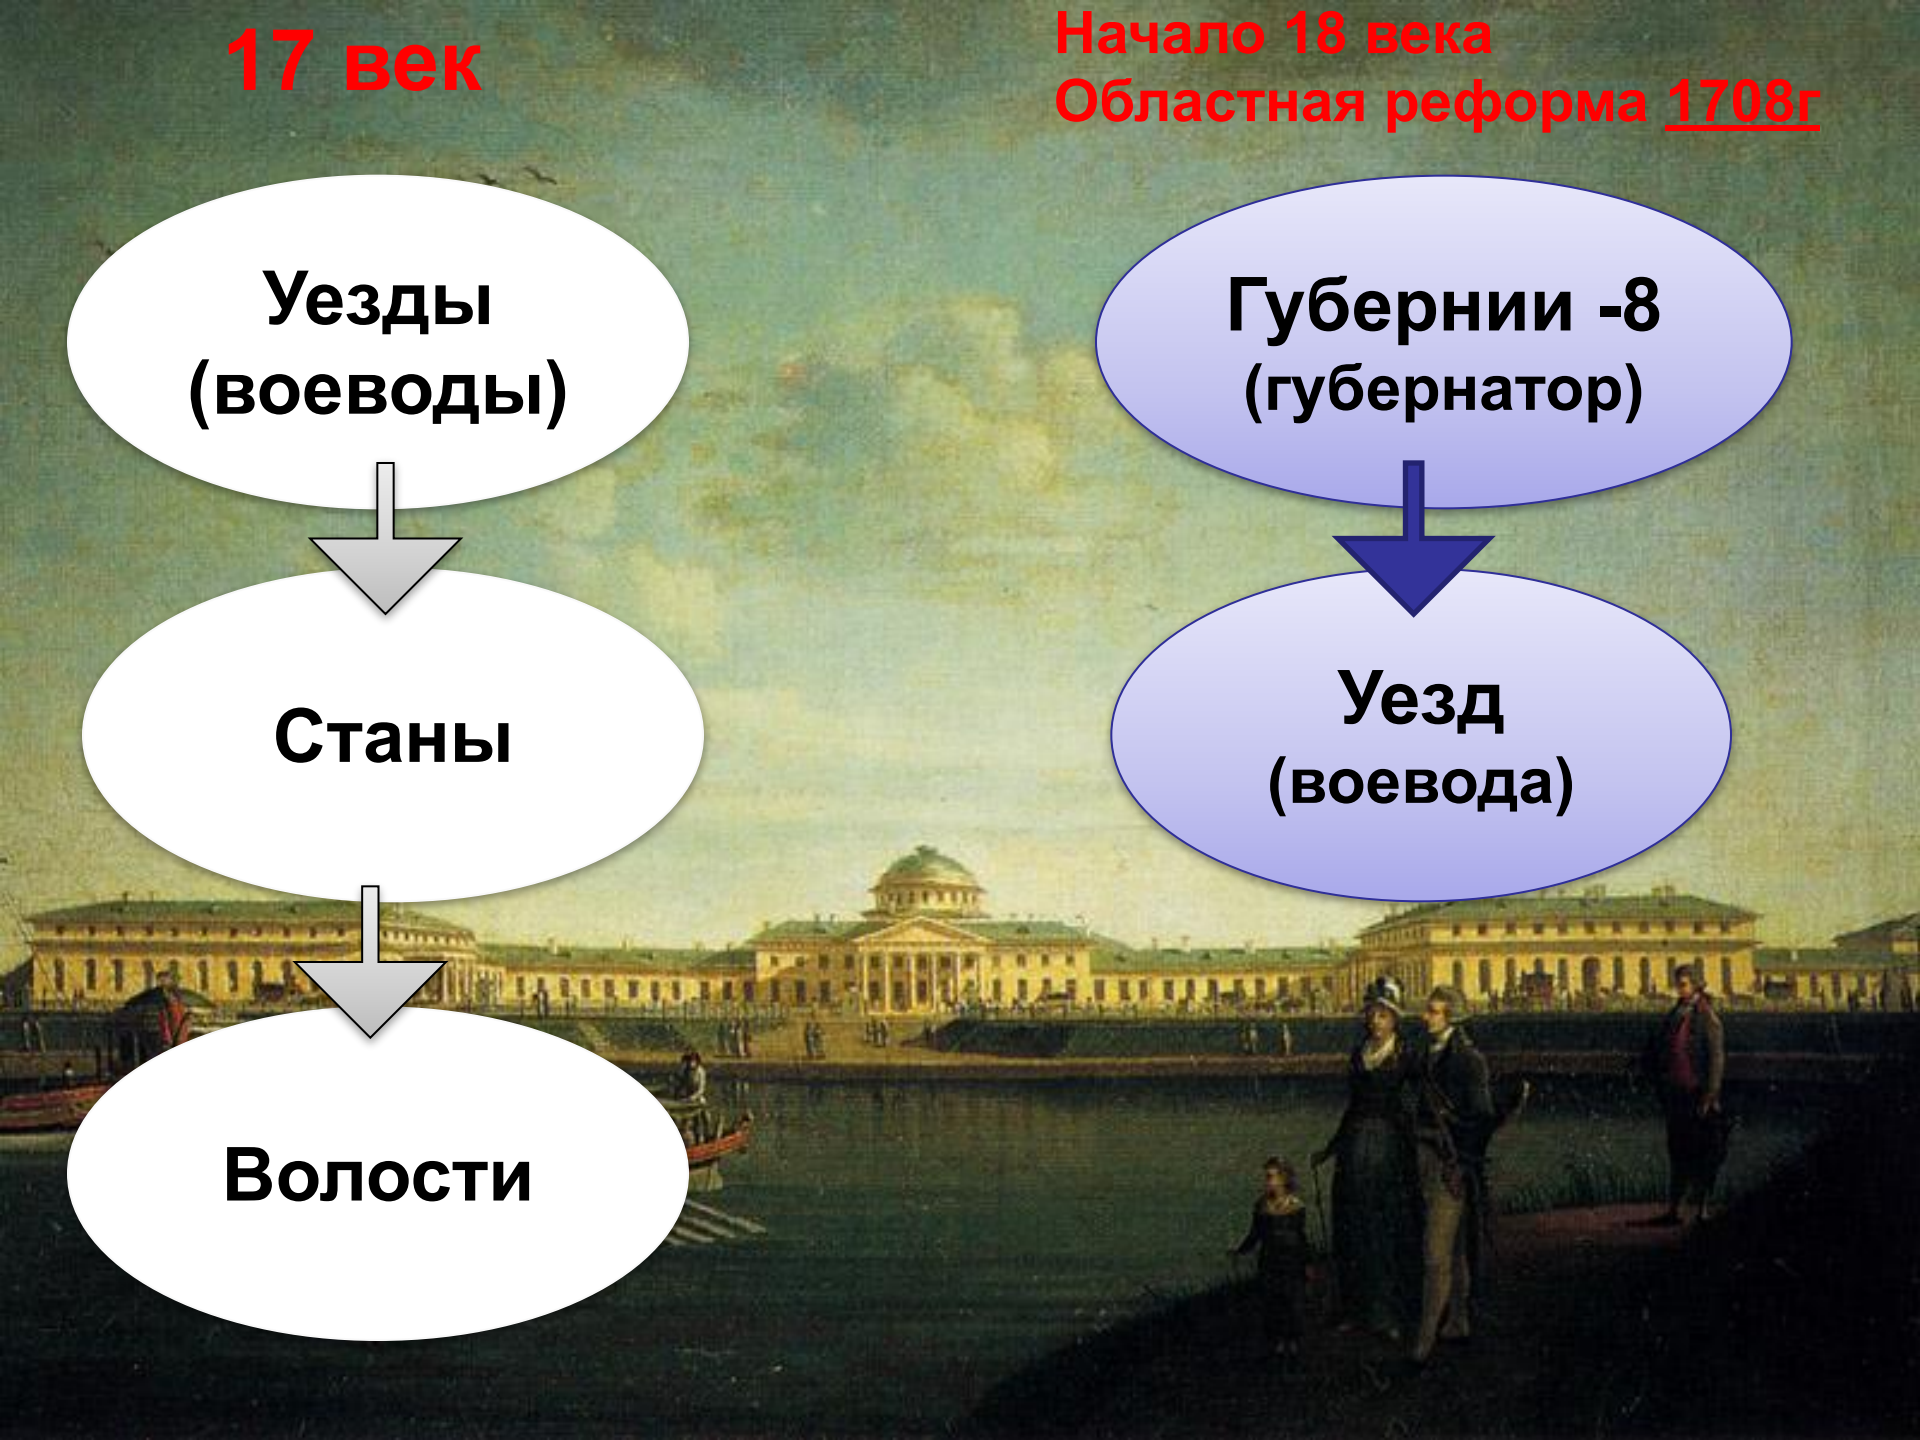 17 век
Начало 18 века
Областная реформа 1708г
Уезды
(воеводы)
Станы
Волости
Губернии -8
(губернатор)
Уезд
(воевода)